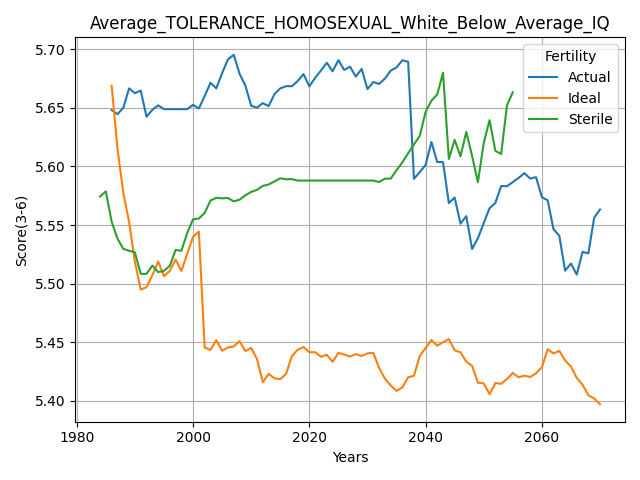 Average_TOLERANCE_HOMOSEXUAL_White_Below_Average_IQ
5.70
5.65
5.60
5.55
5.50
5.45
5.40
Score(3-6)
1980
2000
2020
2040
2060
Years
Fertility
Actual
Ideal
Sterile